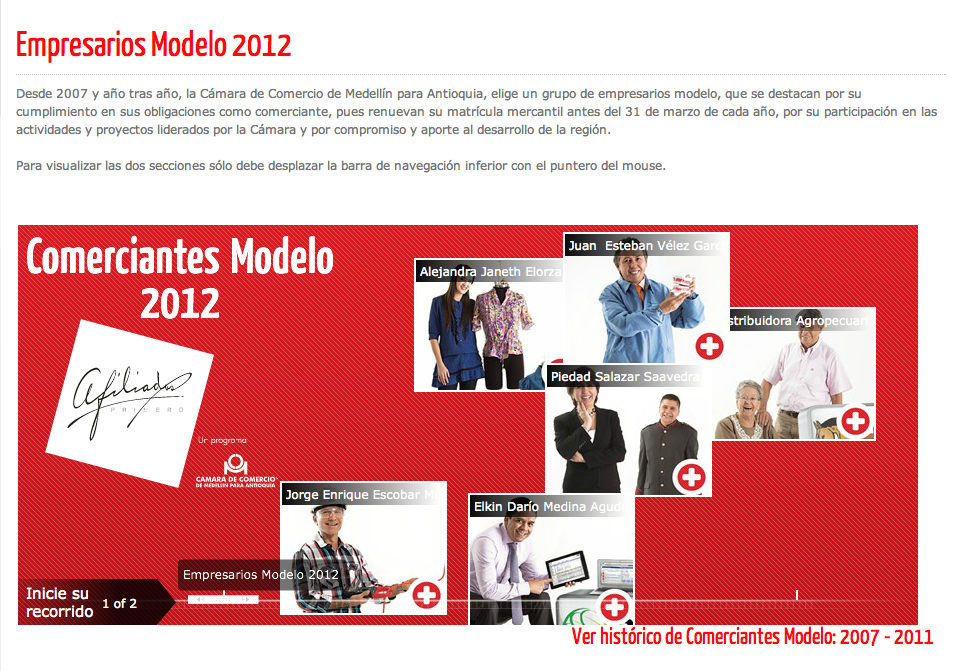 Empresarios Modelo 2012
Desde 2007 y año tras año, la Cámara de Comercio de Medellín para Antioquia, elige un grupo de empresarios modelo, que se destacan por su
cumplimiento en sus obligaciones como comerciante, pues renuevan su matrícula mercantil antes del 31 de marzo de cada año, por su participación en las
actividades y proyectos liderados por la Cámara y por compromiso y aporte al desarrollo de la región.
Para visualizar las dos secciones sólo debe desplazar la barra de navegación inferior con el puntero del mouse.
Comerciantes Modelo
2012
Afiliados
PRIMERO
Un programa
CAMARA DE COMERCIO
DE MEDELLIN PARA ANTIOQUIA
Juan Esteban Vélez Garc
Alejandra Janeth Elorza
stribuidora Agropecuar
Piedad Salazar Saavedra
Jorge Enrique Escobar M
Elkin Darío Medina Agud
Empresarios Modelo 2012
Inicie su
recorrido 1 of 2
Ver histórico de Comerciantes Modelo: 2007 - 2011